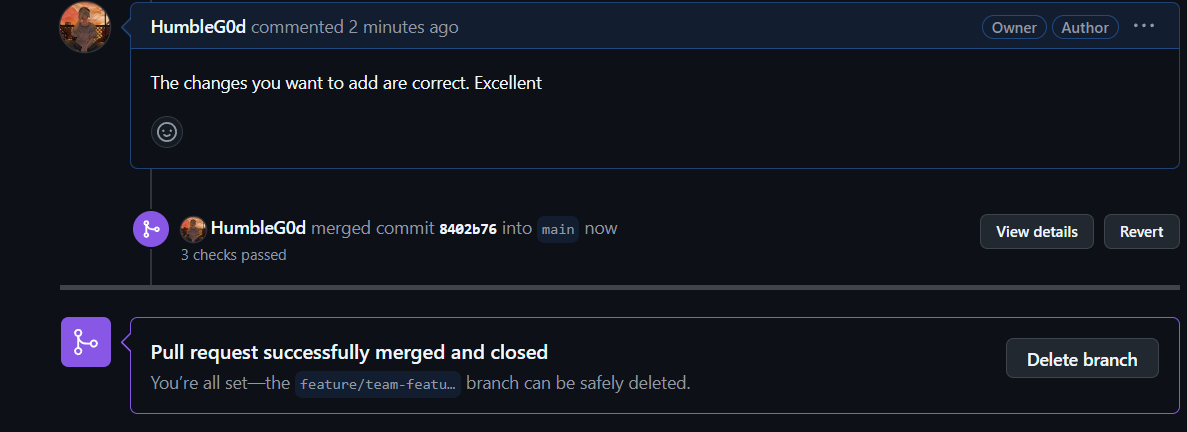 HumbleG0d commented 2 minutes ago Owner Author
The changes you want to add are correct. Excellent
HumbleG0d merged commit 8402b76 into main now View details Revert
3 checks passed
Pull request successfully merged and closed
You're all set—the feature/team-featu… branch can be safely deleted. Delete branch